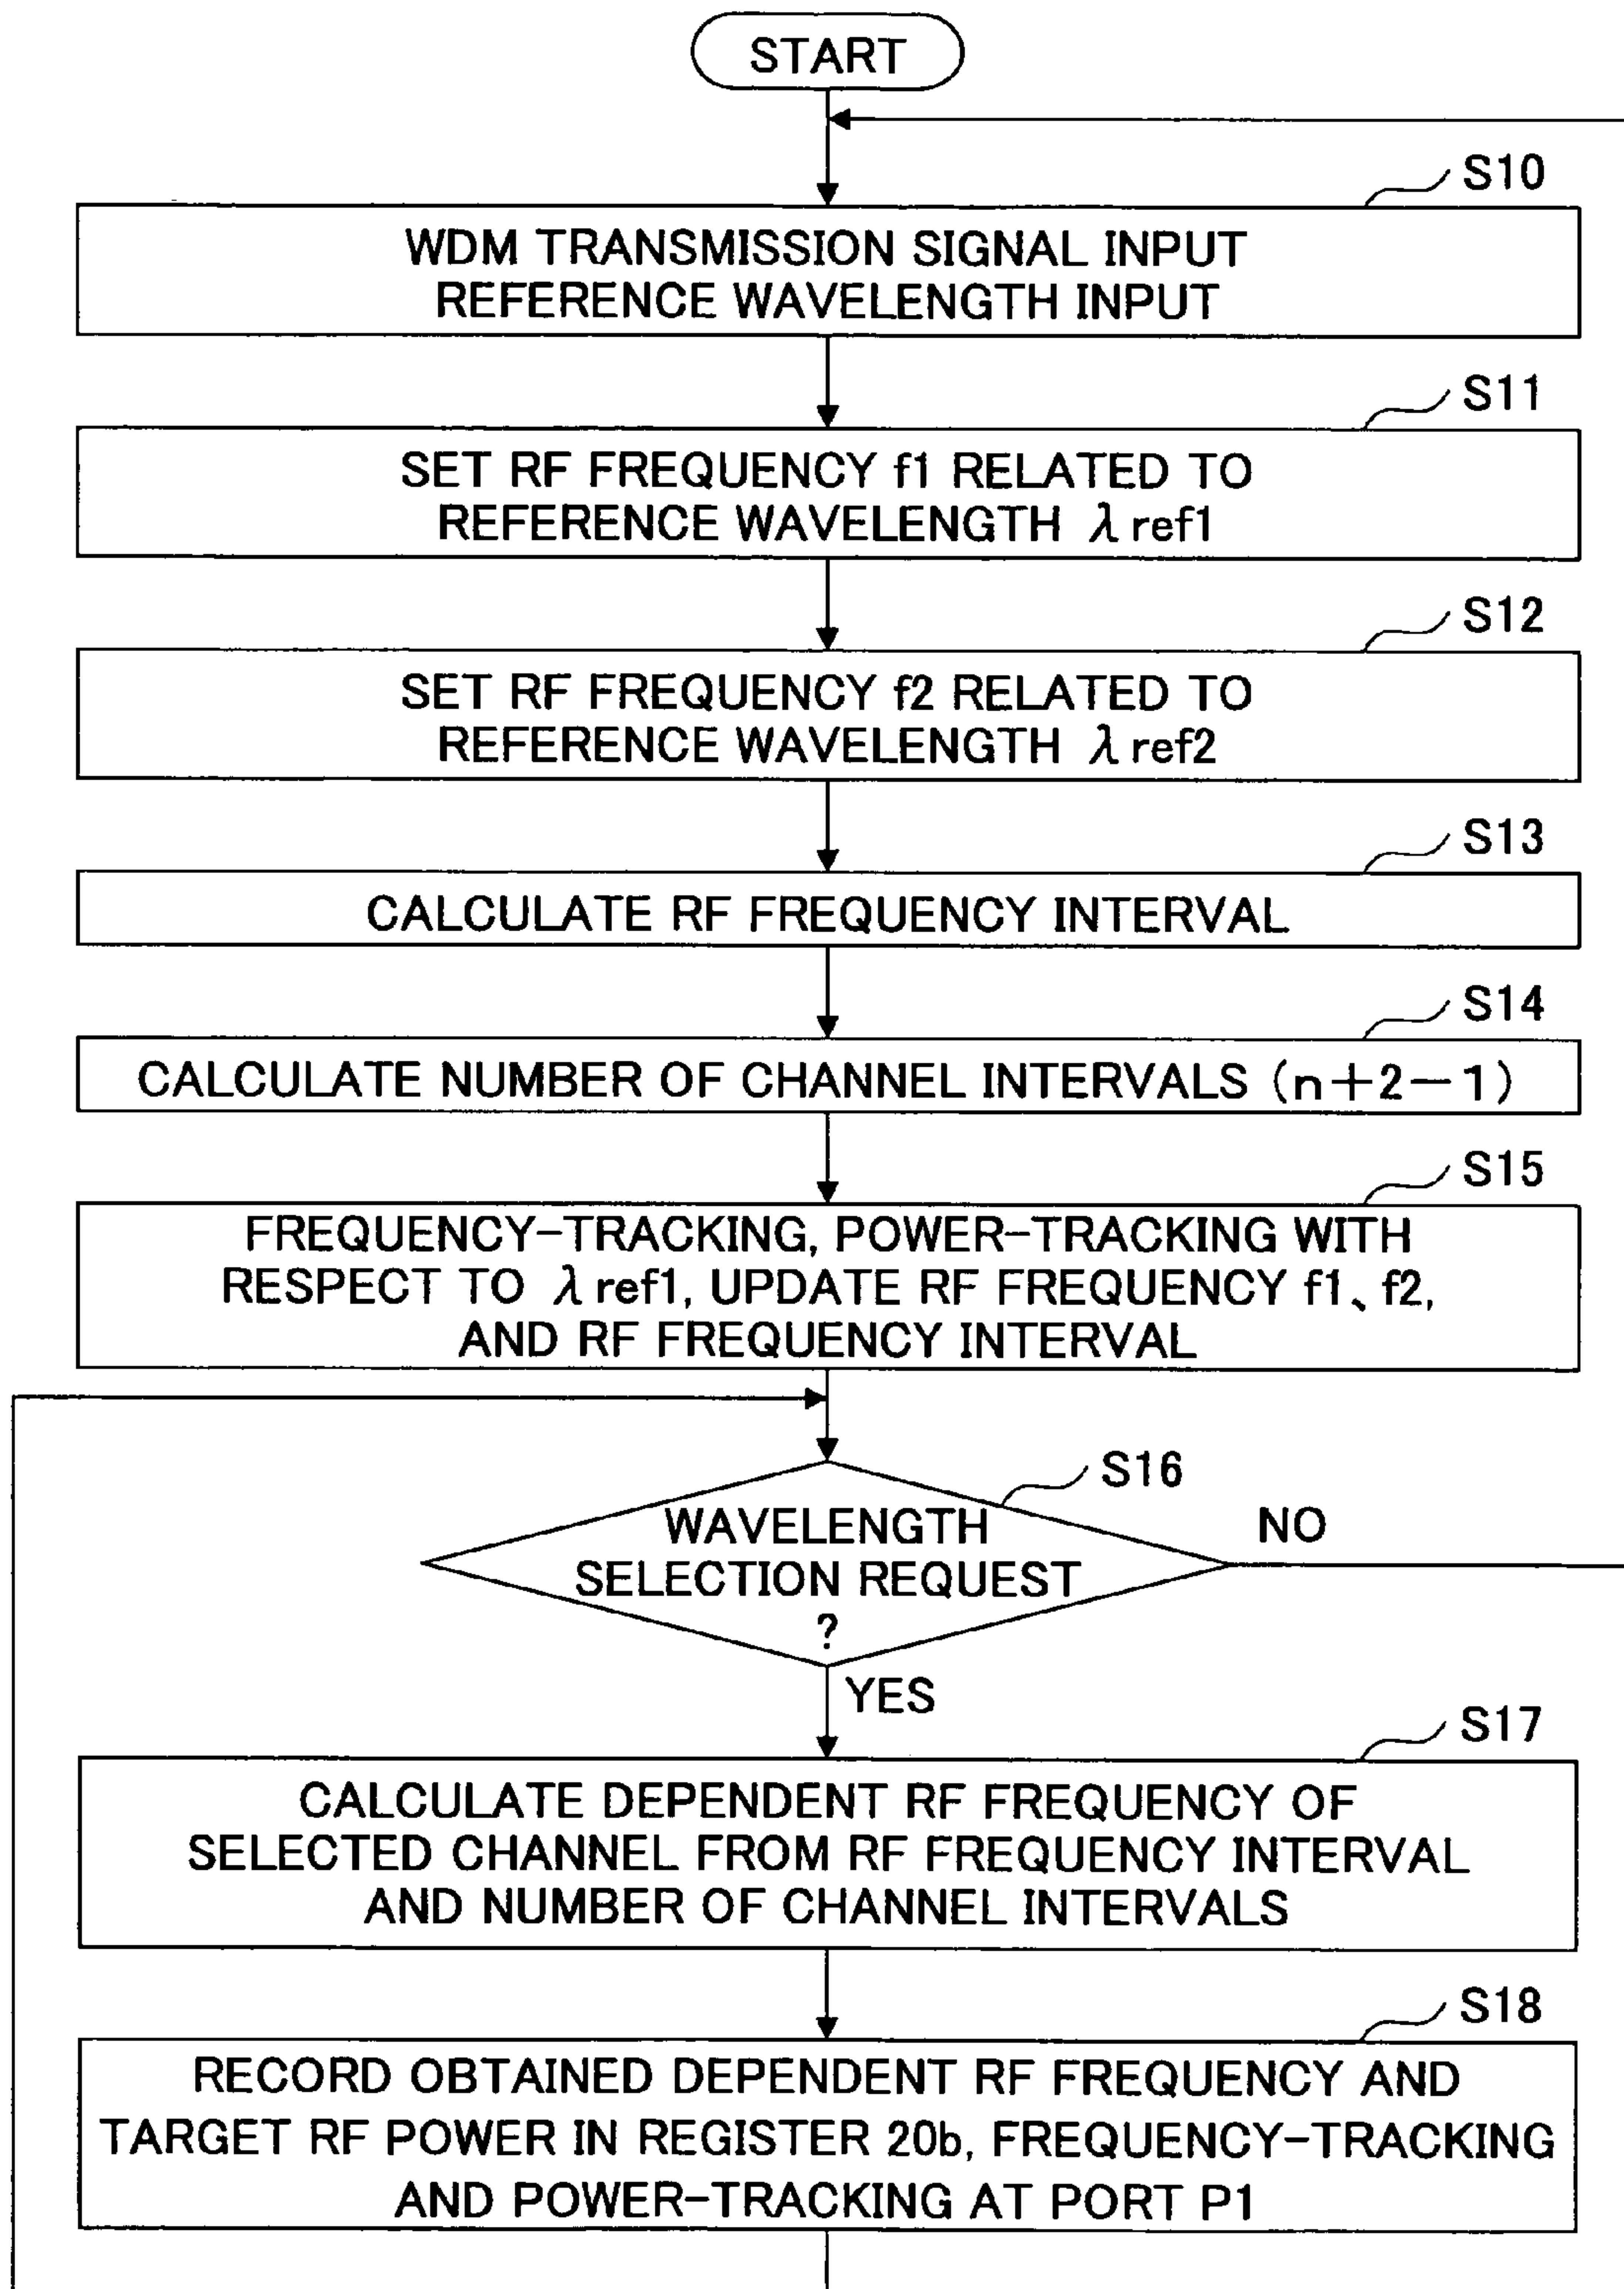 START
S10
WDM TRANSMISSION SIGNAL INPUT
REFERENCE WAVELENGTH INPUT
S11
SET RF FREQUENCY f1 RELATED TO
REFERENCE WAVELENGTH λ ref1
S12
SET RF FREQUENCY f2 RELATED TO
REFERENCE WAVELENGTH λ ref2
S13
CALCULATE RF FREQUENCY INTERVAL
S14
CALCULATE NUMBER OF CHANNEL INTERVALS (n+2−1)
S15
FREQUENCY-TRACKING, POWER-TRACKING WITH
RESPECT TO λ ref1, UPDATE RF FREQUENCY f1、f2,
AND RF FREQUENCY INTERVAL
S16
WAVELENGTH
SELECTION REQUEST
?
NO
YES
S17
CALCULATE DEPENDENT RF FREQUENCY OF
SELECTED CHANNEL FROM RF FREQUENCY INTERVAL
AND NUMBER OF CHANNEL INTERVALS
S18
RECORD OBTAINED DEPENDENT RF FREQUENCY AND
TARGET RF POWER IN REGISTER 20b, FREQUENCY-TRACKING
AND POWER-TRACKING AT PORT P1